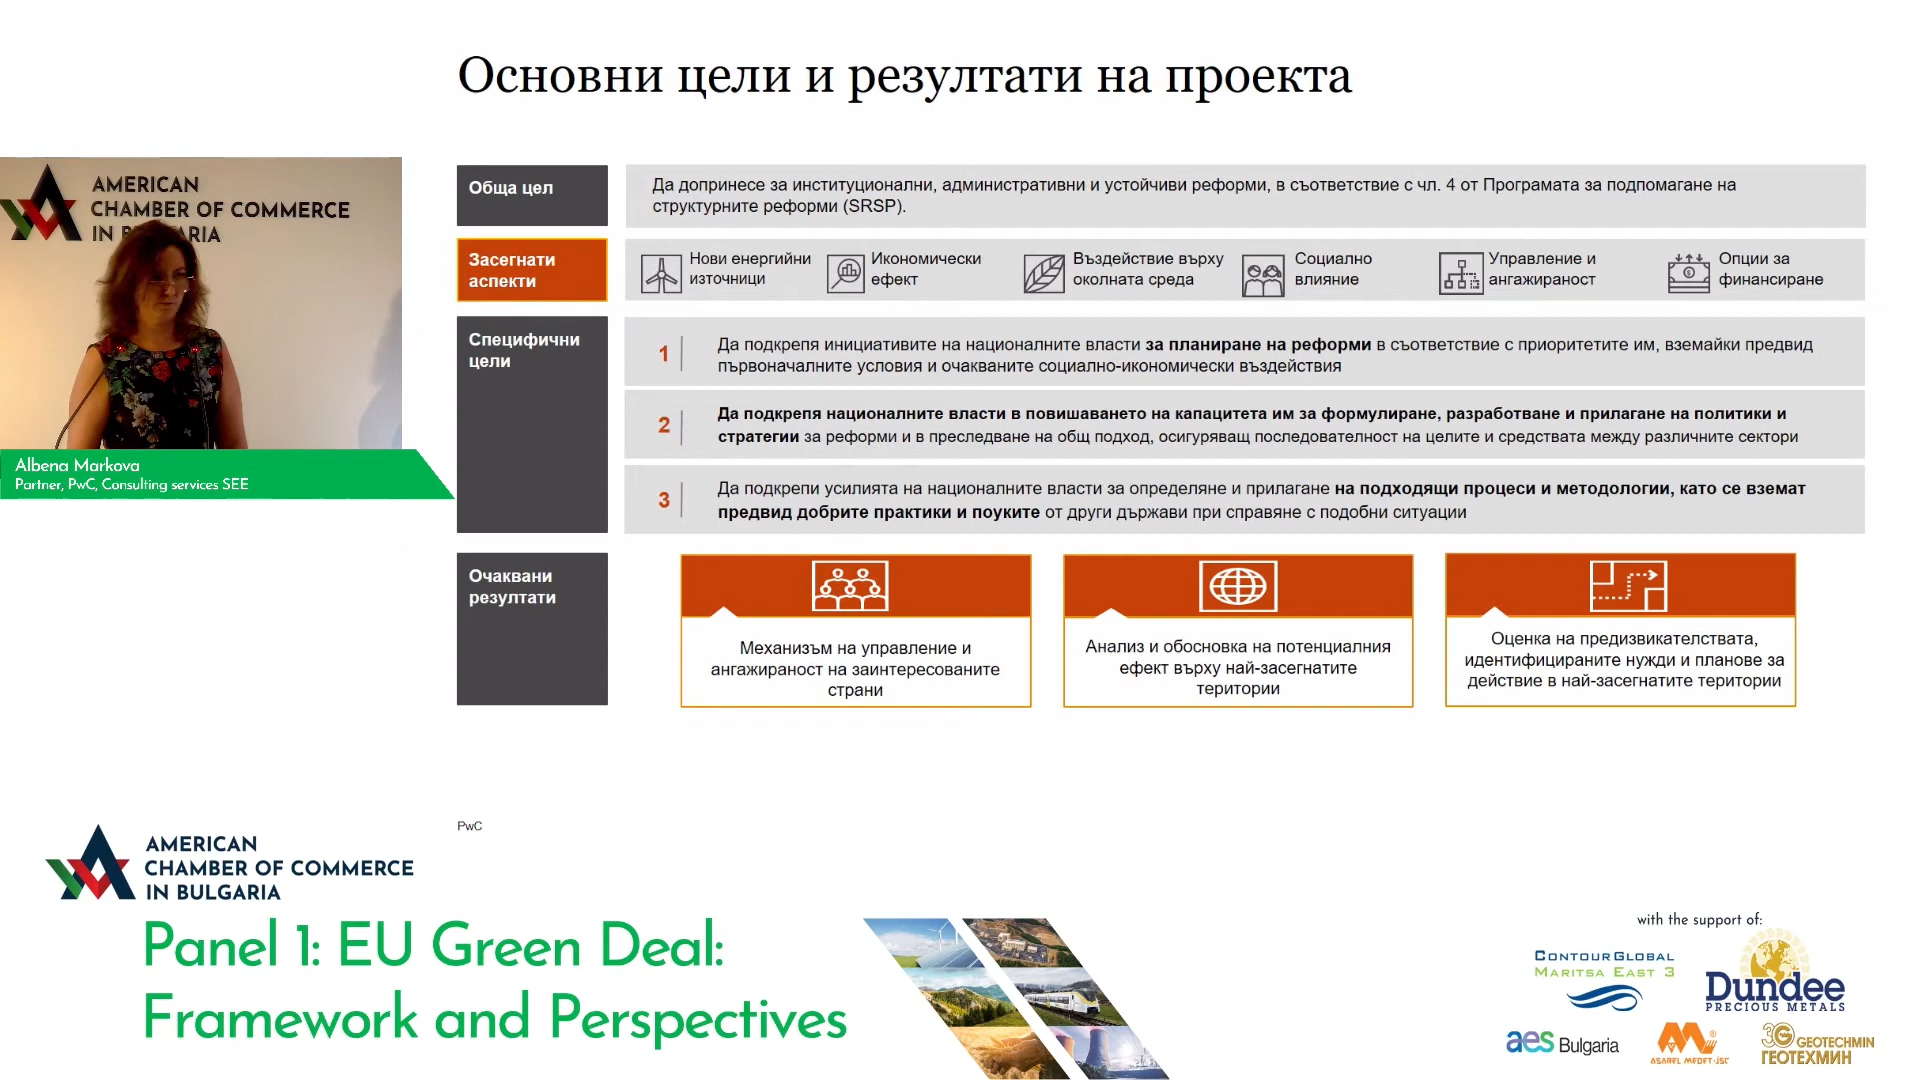 Основни цели и резултати на проекта
AMERICAN
CHAMBER OF COMMERCE
Albena Markova
Partner, PwC, Consulting services SEE
Обща цел
Да допринесе за институционални, административни и устойчиви реформи, в съответствие с чл. 4 от Програмата за подпомагане на
структурните реформи (SRSP).
Засегнати
аспекти
Нови енергийни
източници
Икономически
ефект
Въздействие върху
околната среда
Социално
влияние
Управление и
ангажираност
Опции за
финансиране
Специфични
цели
1
Да подкрепя инициативите на националните власти за планиране на реформи в съответствие с приоритетите им, вземайки предвид
първоначалните условия и очакваните социално-икономически въздействия
2
Да подкрепя националните власти в повишаването на капацитета им за формулиране, разработване и прилагане на политики и
стратегии за реформи и в преследване на общ подход, осигуряващ последователност на целите и средствата между различните сектори
3
Да подкрепи усилията на националните власти за определяне и прилагане на подходящи процеси и методологии, като се вземат
предвид добрите практики и поуките от други държави при справяне с подобни ситуации
Очаквани
резултати
Механизъм на управление и
ангажираност на заинтересованите
страни
Анализ и обосновка на потенциалния
ефект върху най-засегнатите
територии
Оценка на предизвикателствата,
идентифицираните нужди и планове за
действие в най-засегнатите територии
PwC
AMERICAN
CHAMBER OF COMMERCE
IN BULGARIA
Panel 1: EU Green Deal:
Framework and Perspectives
with the support of:
CONTOURGLOBAL
MARITSA EAST 3
Dundee
PRECIOUS METALS
aes Bulgaria
ASAREL MEDET-JSC
3G GEOTECHMIN
ГЕОТЕХМИН